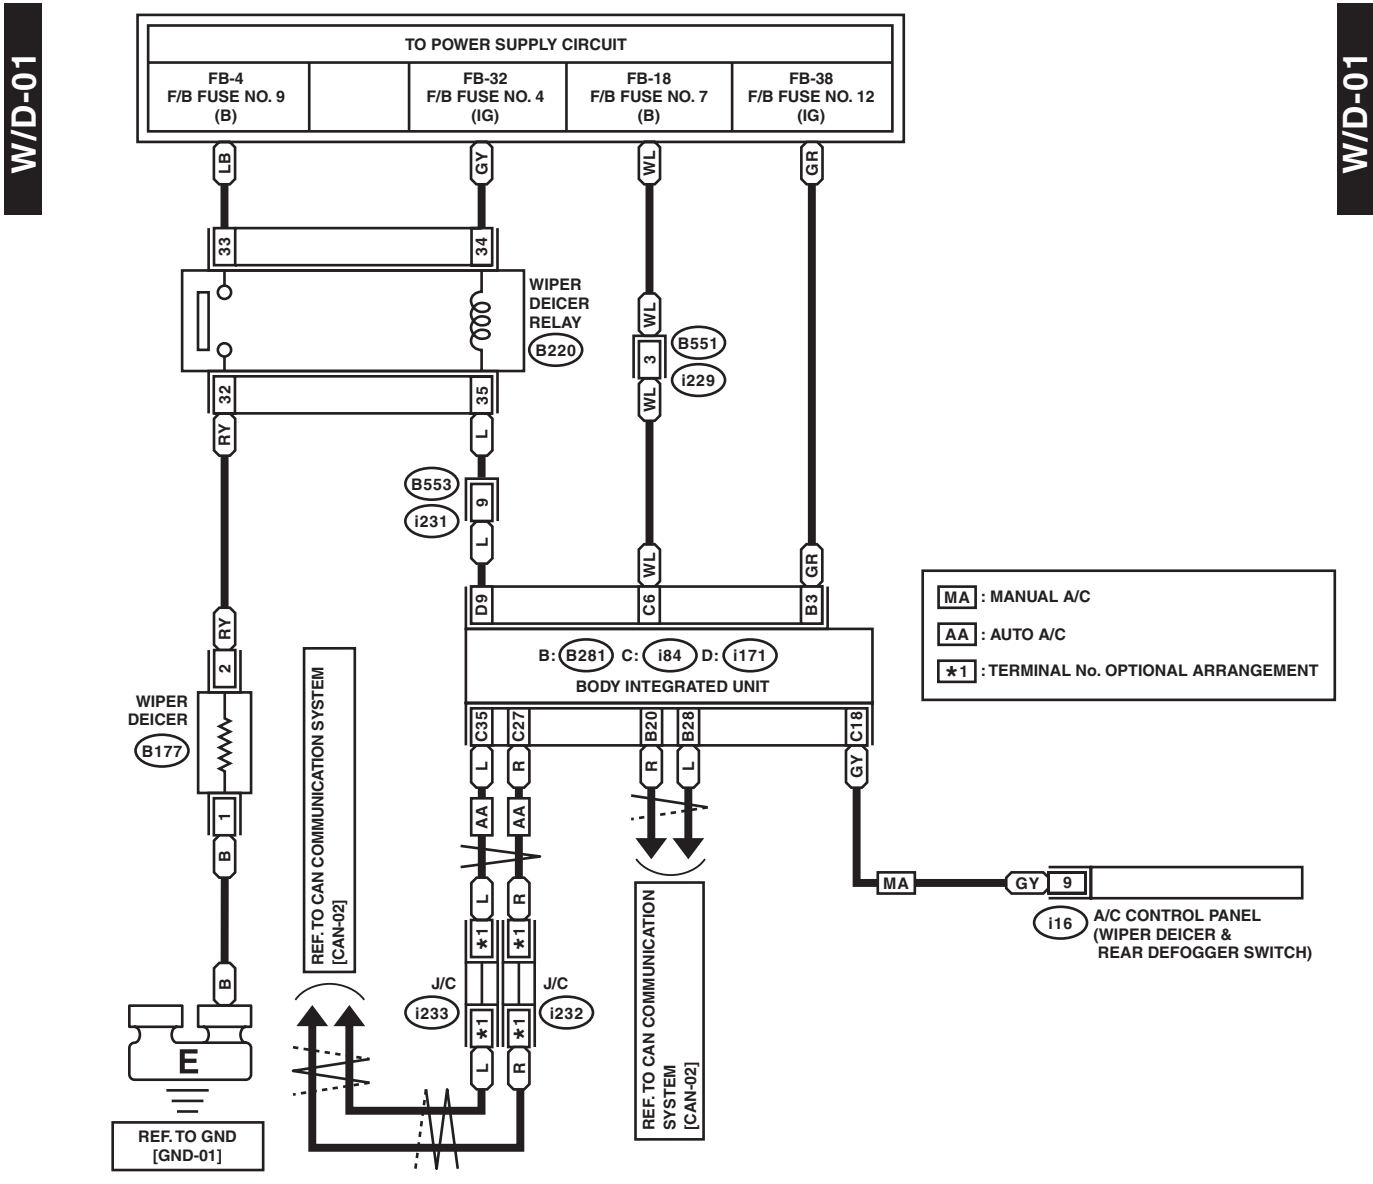 W/D-01
W/D-01
TO POWER SUPPLY CIRCUIT
FB-4
F/B FUSE NO. 9
(B)
FB-32
F/B FUSE NO. 4
(IG)
FB-18
F/B FUSE NO. 7
(B)
FB-38
F/B FUSE NO. 12
(IG)
LB
GY
WL
GR
33
34
WIPER
DEICER
RELAY
B220
WL
3
WL
B551
i229
32
35
RY
L
B553
i231
9
L
WL
GR
D9
C6
B3
B: B281 C: i84 D: i171
BODY INTEGRATED UNIT
MA : MANUAL A/C
AA : AUTO A/C
*1 : TERMINAL No. OPTIONAL ARRANGEMENT
RY
2
WIPER
DEICER
B177
1
B
B
E
REF. TO GND
[GND-01]
REF. TO CAN COMMUNICATION SYSTEM
[CAN-02]
C35
C27
B20
B28
C18
L
R
R
L
GY
AA
AA
L
R
*1
*1
J/C
i233
J/C
i232
*1
*1
L
R
REF. TO CAN COMMUNICATION
SYSTEM
[CAN-02]
MA
GY
9
i16
A/C CONTROL PANEL
(WIPER DEICER &
REAR DEFOGGER SWITCH)